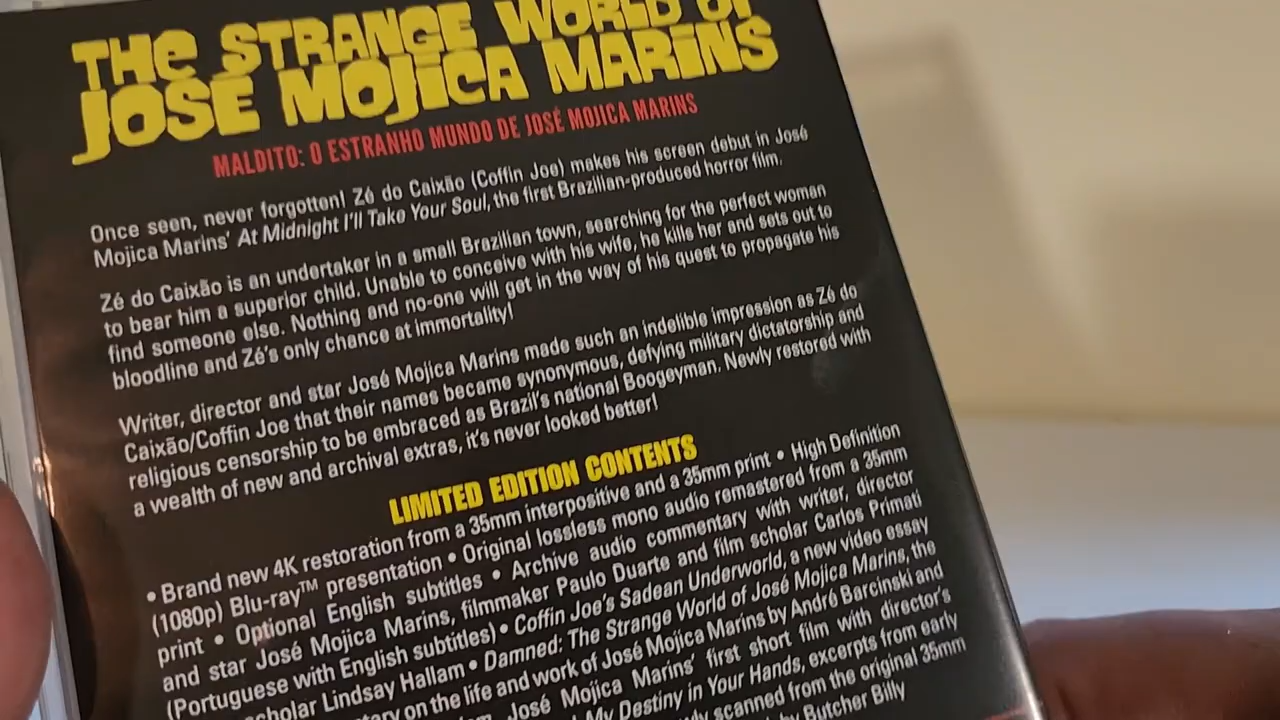 THE STRANGE WORLD OF
JOSÉ MOJICA MARINS
MALDITO: O ESTRANHO MUNDO DE JOSÉ MOJICA MARINS
Once seen, never forgotten! Zé do Caixão (Coffin Joe) makes his screen debut in José
Mojica Marins' At Midnight I'll Take Your Soul, the first Brazilian-produced horror film.
Zé do Caixão is an undertaker in a small Brazilian town, searching for the perfect woman
to bear him a superior child. Unable to conceive with his wife, he kills her and sets out to
find someone else. Nothing and no-one will get in the way of his quest to propagate his
bloodline and Zé's only chance at immortality!
Writer, director and star José Mojica Marins made such an indelible impression as Zé do
Caixão/Coffin Joe that their names became synonymous, defying military dictatorship and
religious censorship to be embraced as Brazil's national Boogeyman. Newly restored with
a wealth of new and archival extras, it's never looked better!
LIMITED EDITION CONTENTS
• Brand new 4K restoration from a 35mm interpositive and a 35mm print • High Definition
(1080p) Blu-ray™ presentation • Original lossless mono audio remastered from a 35mm
print • Optional English subtitles • Archive audio commentary with writer, director
and star José Mojica Marins, filmmaker Paulo Duarte and film scholar Carlos Primati
(Portuguese with English subtitles) • Coffin Joe's Sadean Underworld, a new video essay
scholar Lindsay Hallam • Damned: The Strange World of José Mojica Marins, the
on the life and work of José Mojica Marins by André Barcinski and
José Mojica Marins' first short film with director's
My Destiny in Your Hands, excerpts from early
scanned from the original 35mm
by Butcher Billy